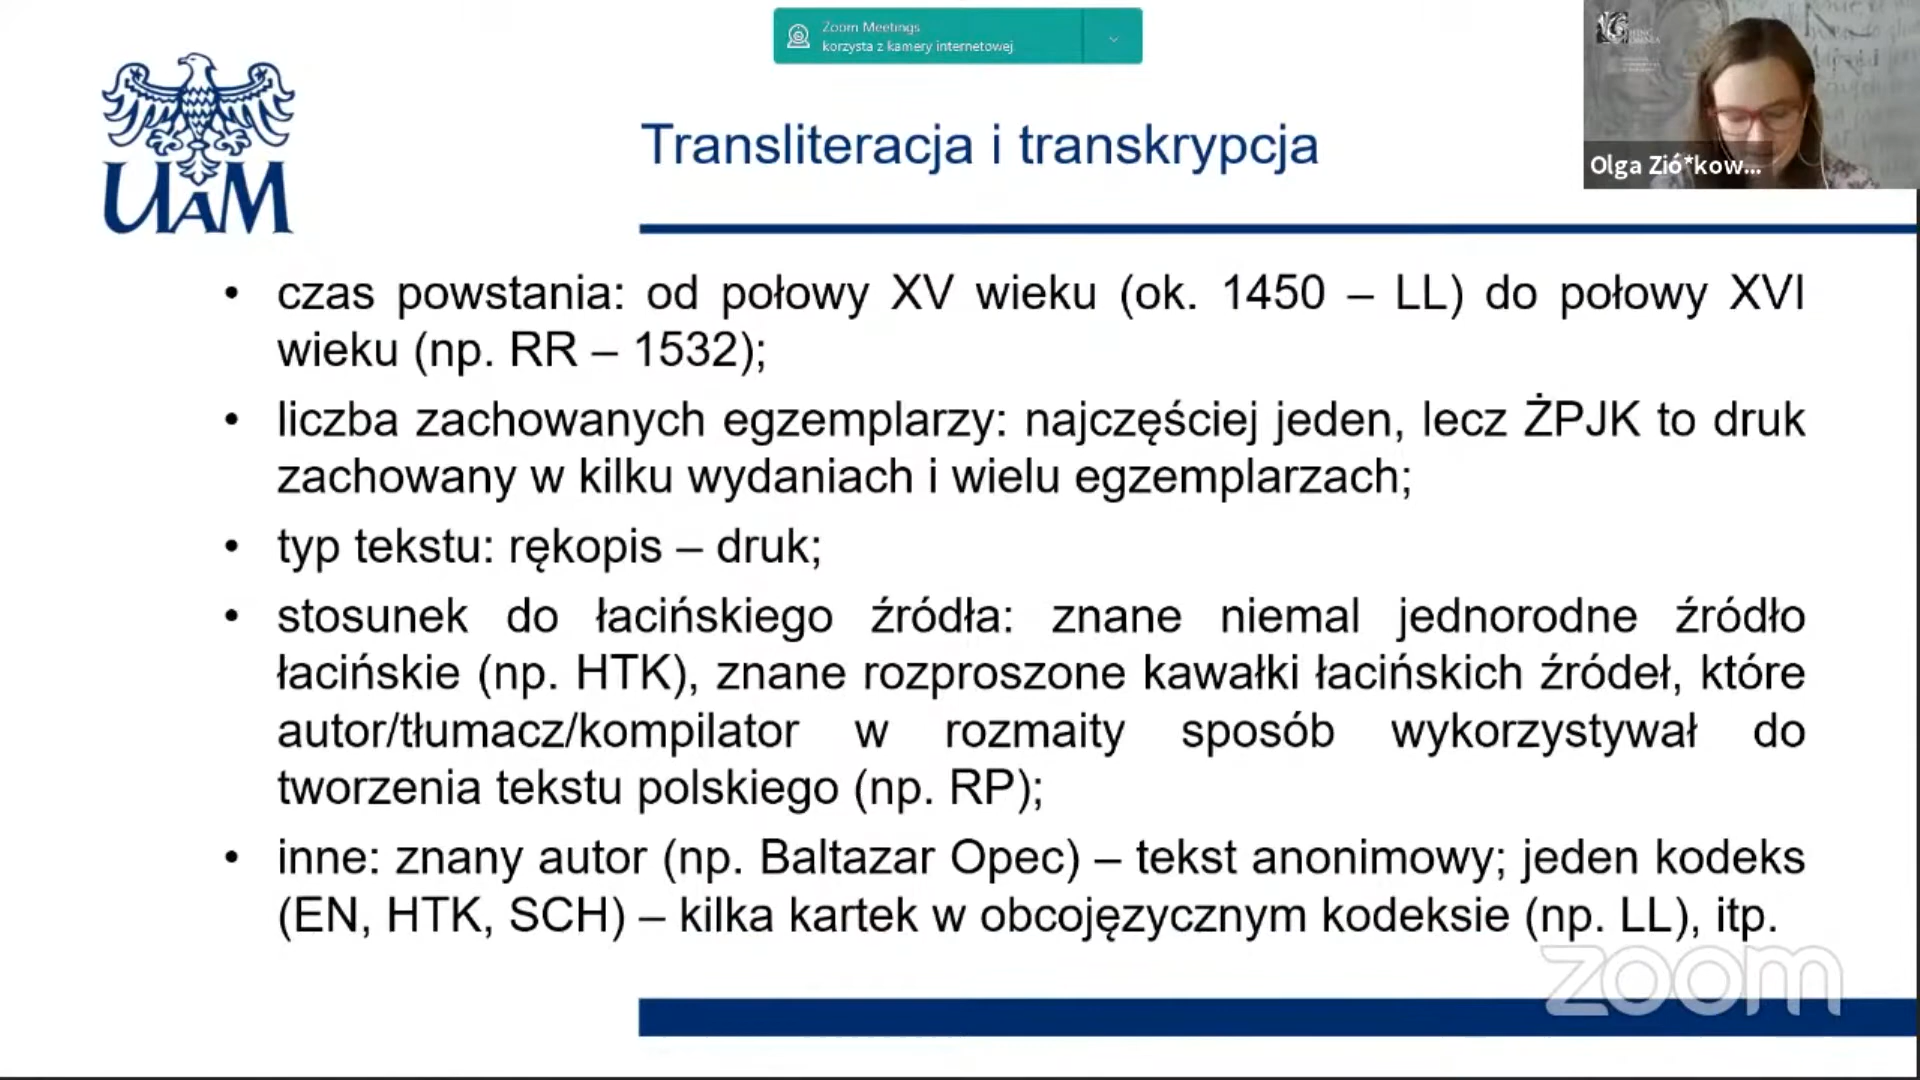 Zoom Meetings
korzysta z kamery internetowej
UAM
Transliteracja i transkrypcja
Olga Zió*kow...
• czas powstania: od połowy XV wieku (ok. 1450 – LL) do połowy XVI
wieku (np. RR – 1532);
• liczba zachowanych egzemplarzy: najczęściej jeden, lecz ŻPJK to druk
zachowany w kilku wydaniach i wielu egzemplarzach;
• typ tekstu: rękopis – druk;
• stosunek do łacińskiego źródła: znane niemal jednorodne źródło
łacińskie (np. HTK), znane rozproszone kawałki łacińskich źródeł, które
autor/tłumacz/kompilator w rozmaity sposób wykorzystywał do
tworzenia tekstu polskiego (np. RP);
• inne: znany autor (np. Baltazar Opec) – tekst anonimowy; jeden kodeks
(EN, HTK, SCH) – kilka kartek w obcojęzycznym kodeksie (np. LL), itp.
zoom